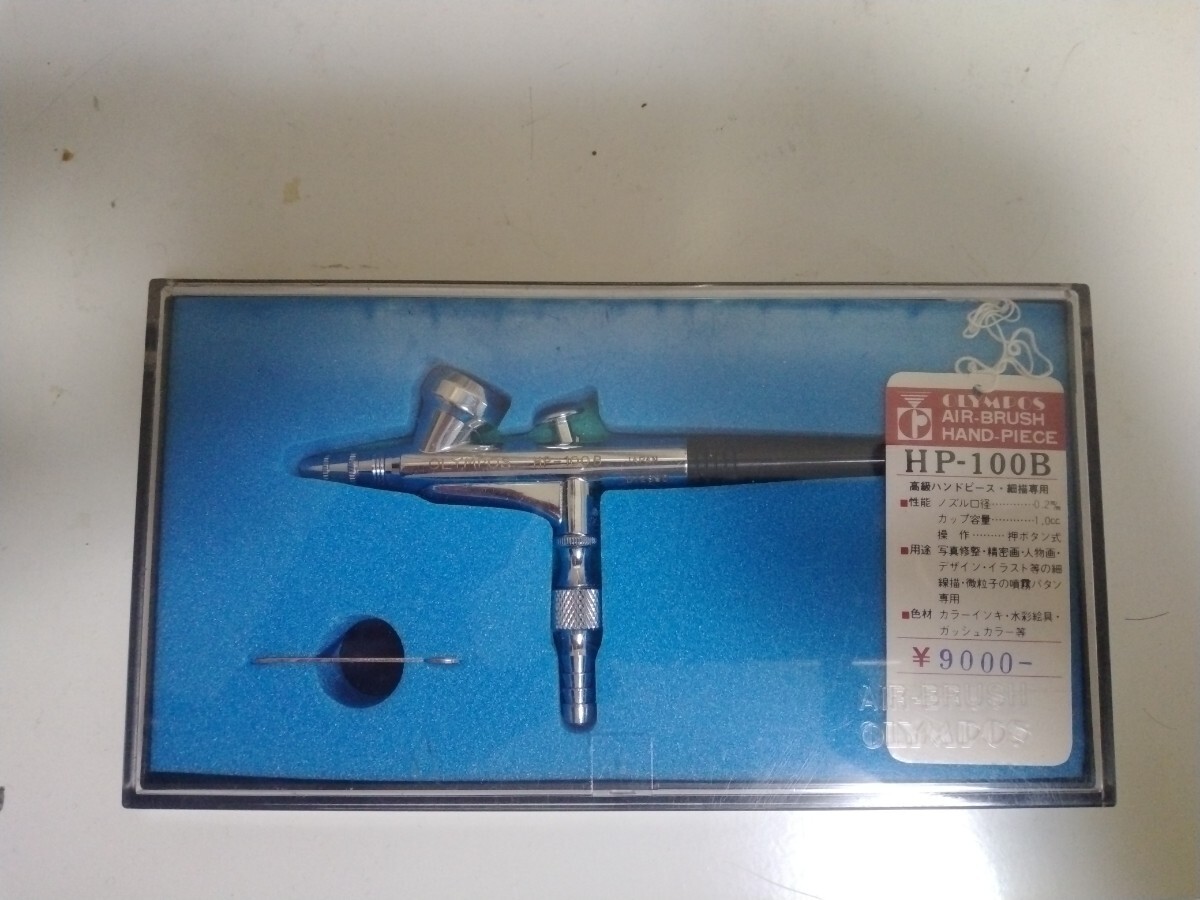 OLYMPOS HP-100B JAPAN
OLYMPOS
AIR-BRUSH
HAND-PIECE
HP-100B
高級ハンドピース・細描専用
■性能 ノズル口径…………0.2㎜
カップ容量…………1.0cc
操 作………押ボタン式
■用途 写真修整・精密画・人物画・
デザイン・イラスト等の細
線描・微粒子の噴霧パタン
専用
■色材 カラーインキ・水彩絵具・
ガッシュカラー等
¥9000-
AIR-BRUSH
OLYMPOS